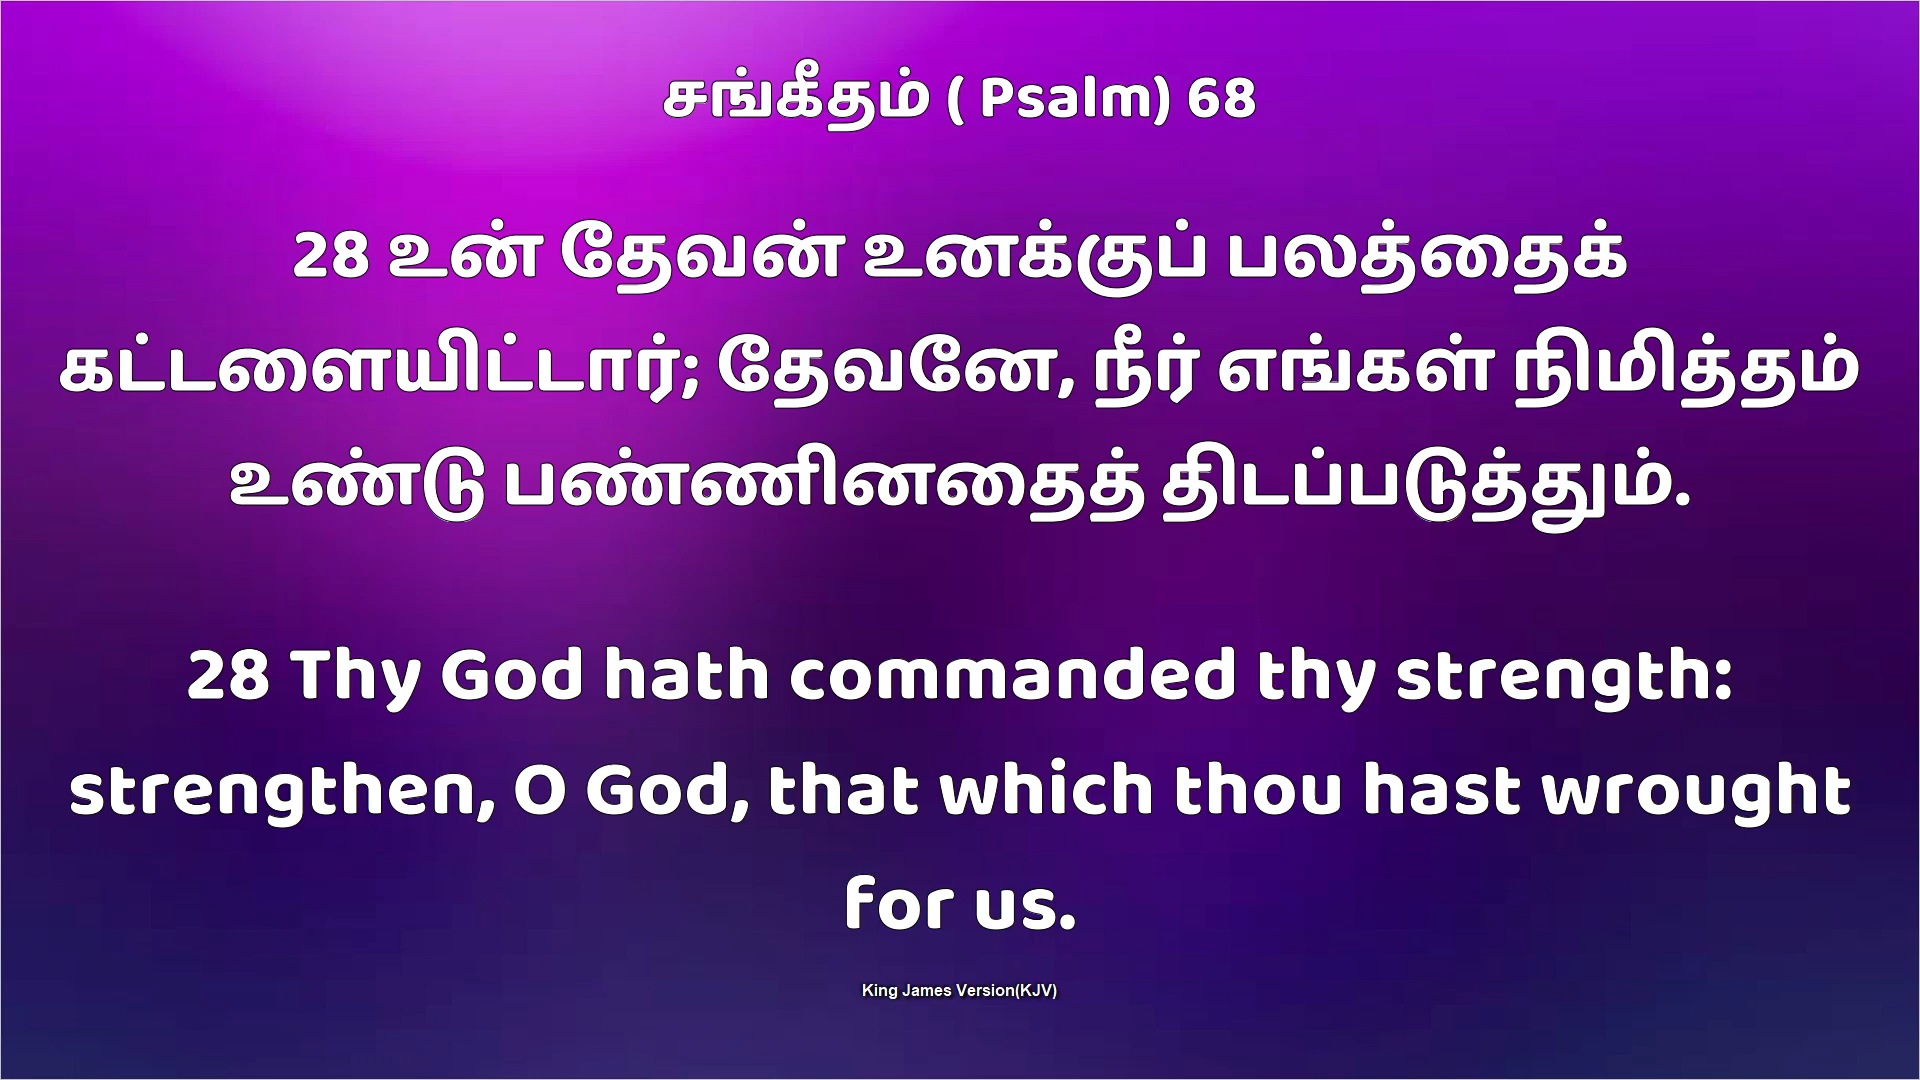 சங்கீதம் ( Psalm) 68
28 உன் தேவன் உனக்குப் பலத்தைக்
கட்டளையிட்டார்; தேவனே, நீர் எங்கள் நிமித்தம்
உண்டு பண்ணினதைத் திடப்படுத்தும்.
28 Thy God hath commanded thy strength:
strengthen, O God, that which thou hast wrought
for us.
King James Version(KJV)